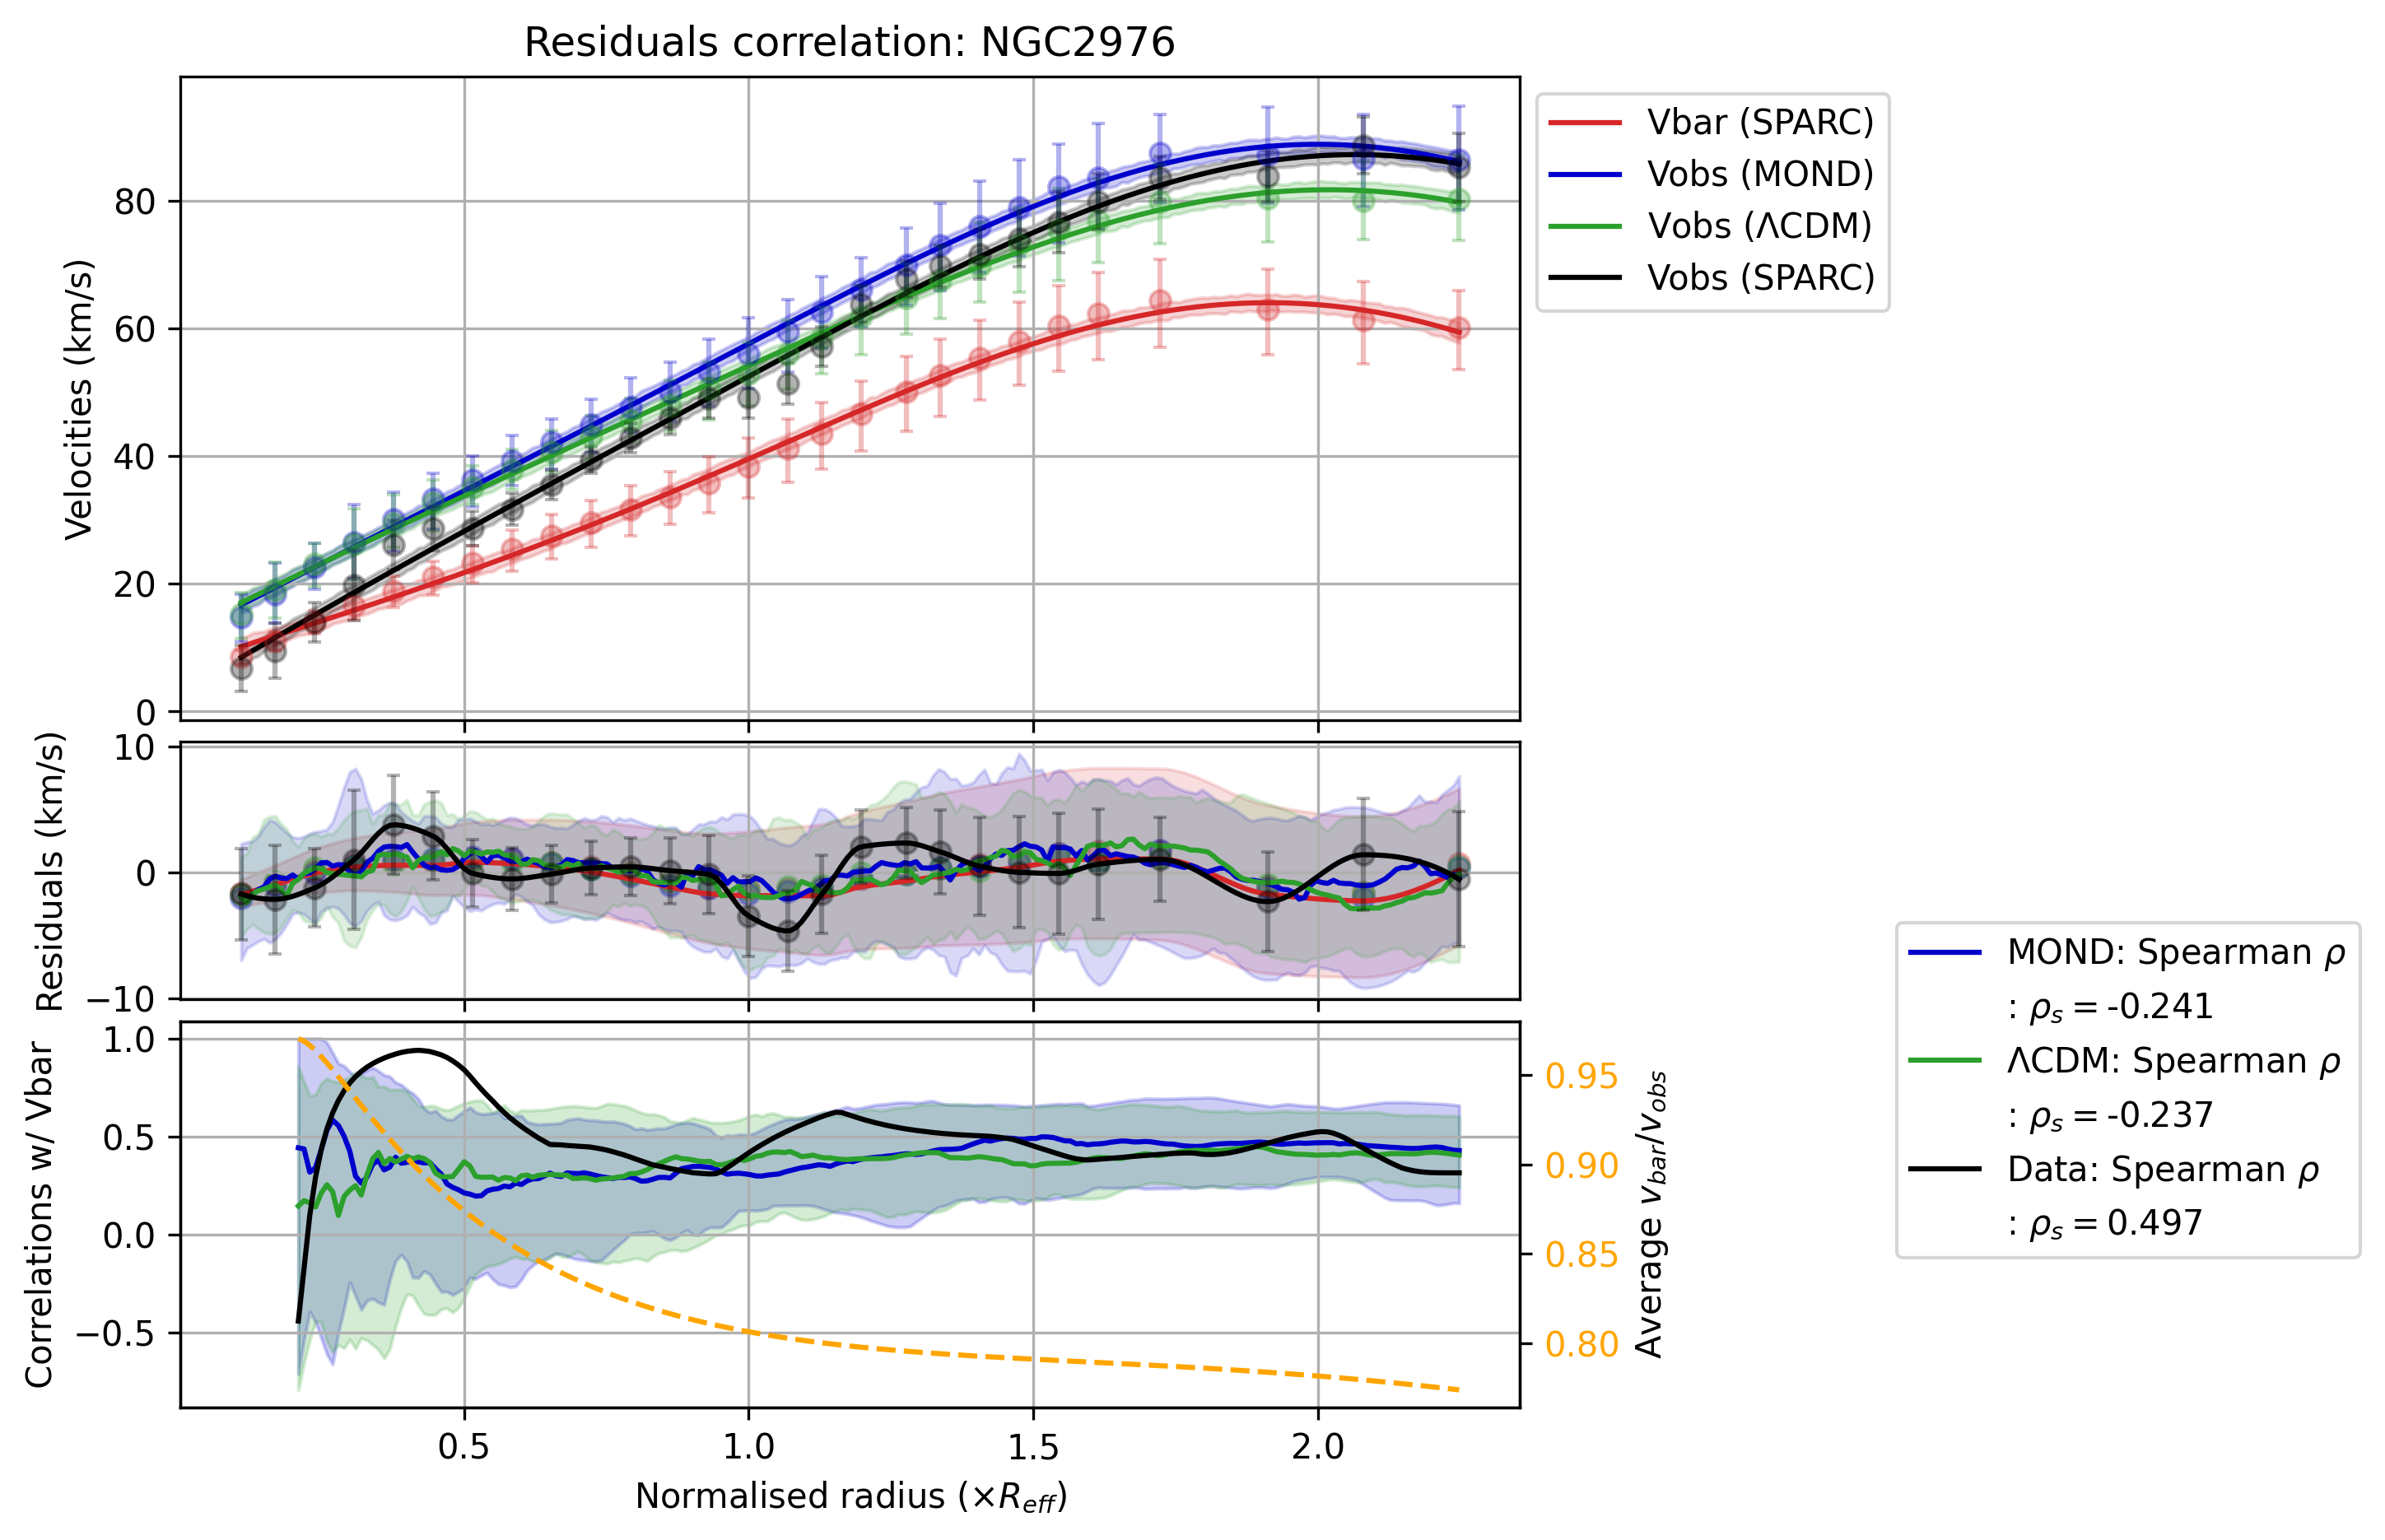 Residuals correlation: NGC2976
Velocities (km/s)
80
60
40
20
0
Vbar (SPARC)
Vobs (MOND)
Vobs (ΛCDM)
Vobs (SPARC)
Residuals (km/s)
10
0
−10
Correlations w/ Vbar
1.0
0.5
0.0
−0.5
0.95
0.90
0.85
0.80
Average v_bar/v_obs
MOND: Spearman ρ
: ρ_s = -0.241
ΛCDM: Spearman ρ
: ρ_s = -0.237
Data: Spearman ρ
: ρ_s = 0.497
0.5 1.0 1.5 2.0
Normalised radius (×R_eff)